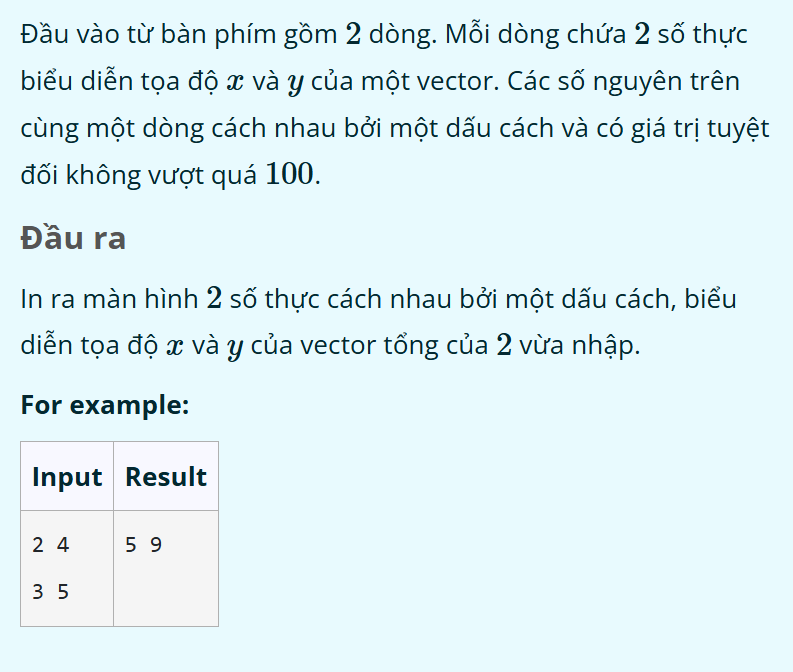 Đầu vào từ bàn phím gồm 2 dòng. Mỗi dòng chứa 2 số thực
biểu diễn tọa độ x và y của một vector. Các số nguyên trên
cùng một dòng cách nhau bởi một dấu cách và có giá trị tuyệt
đối không vượt quá 100.
Đầu ra
In ra màn hình 2 số thực cách nhau bởi một dấu cách, biểu
diễn tọa độ x và y của vector tổng của 2 vừa nhập.
For example:
Input Result
2 4 5 9
3 5